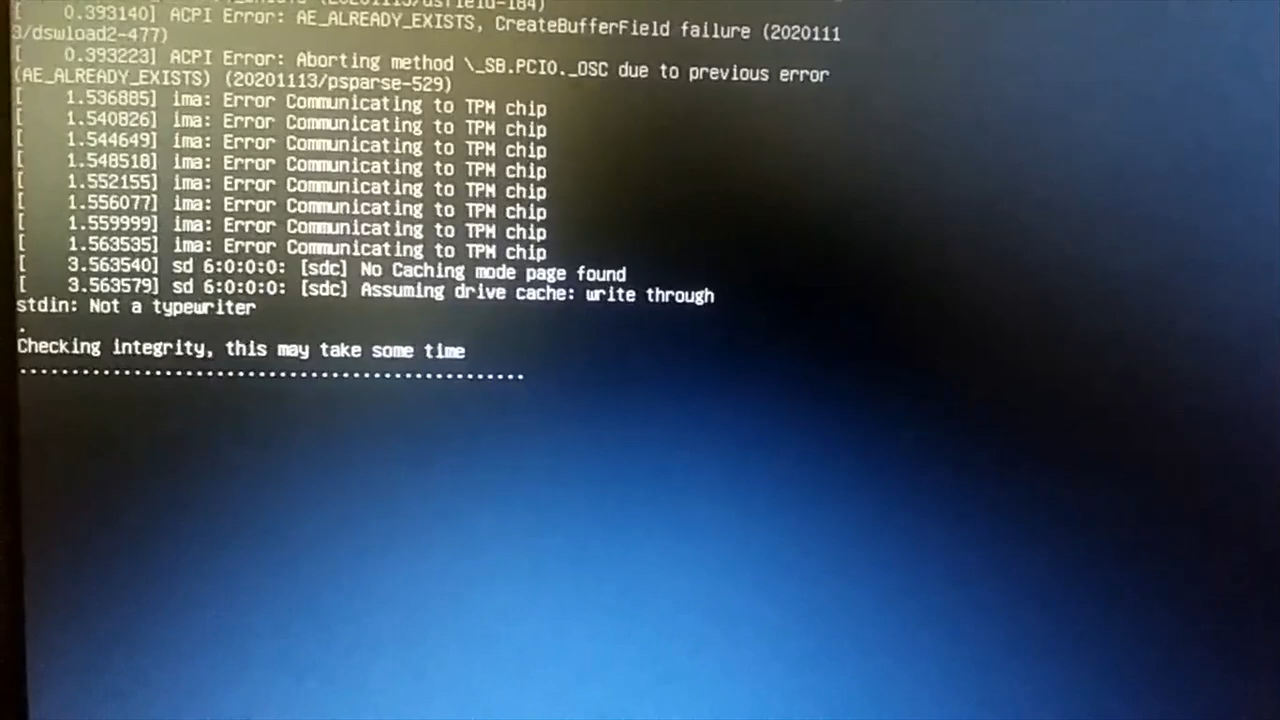 (20201113/dsfield-184)
[    0.393140] ACPI Error: AE_ALREADY_EXISTS, CreateBufferField failure (2020111
3/dswload2-477)
[    0.393223] ACPI Error: Aborting method \_SB.PCI0._OSC due to previous error
(AE_ALREADY_EXISTS) (20201113/psparse-529)
[    1.536885] ima: Error Communicating to TPM chip
[    1.540826] ima: Error Communicating to TPM chip
[    1.544649] ima: Error Communicating to TPM chip
[    1.548518] ima: Error Communicating to TPM chip
[    1.552155] ima: Error Communicating to TPM chip
[    1.556077] ima: Error Communicating to TPM chip
[    1.559999] ima: Error Communicating to TPM chip
[    1.563535] ima: Error Communicating to TPM chip
[    3.563540] sd 6:0:0:0: [sdc] No Caching mode page found
[    3.563579] sd 6:0:0:0: [sdc] Assuming drive cache: write through
stdin: Not a typewriter
.
Checking integrity, this may take some time
................................................